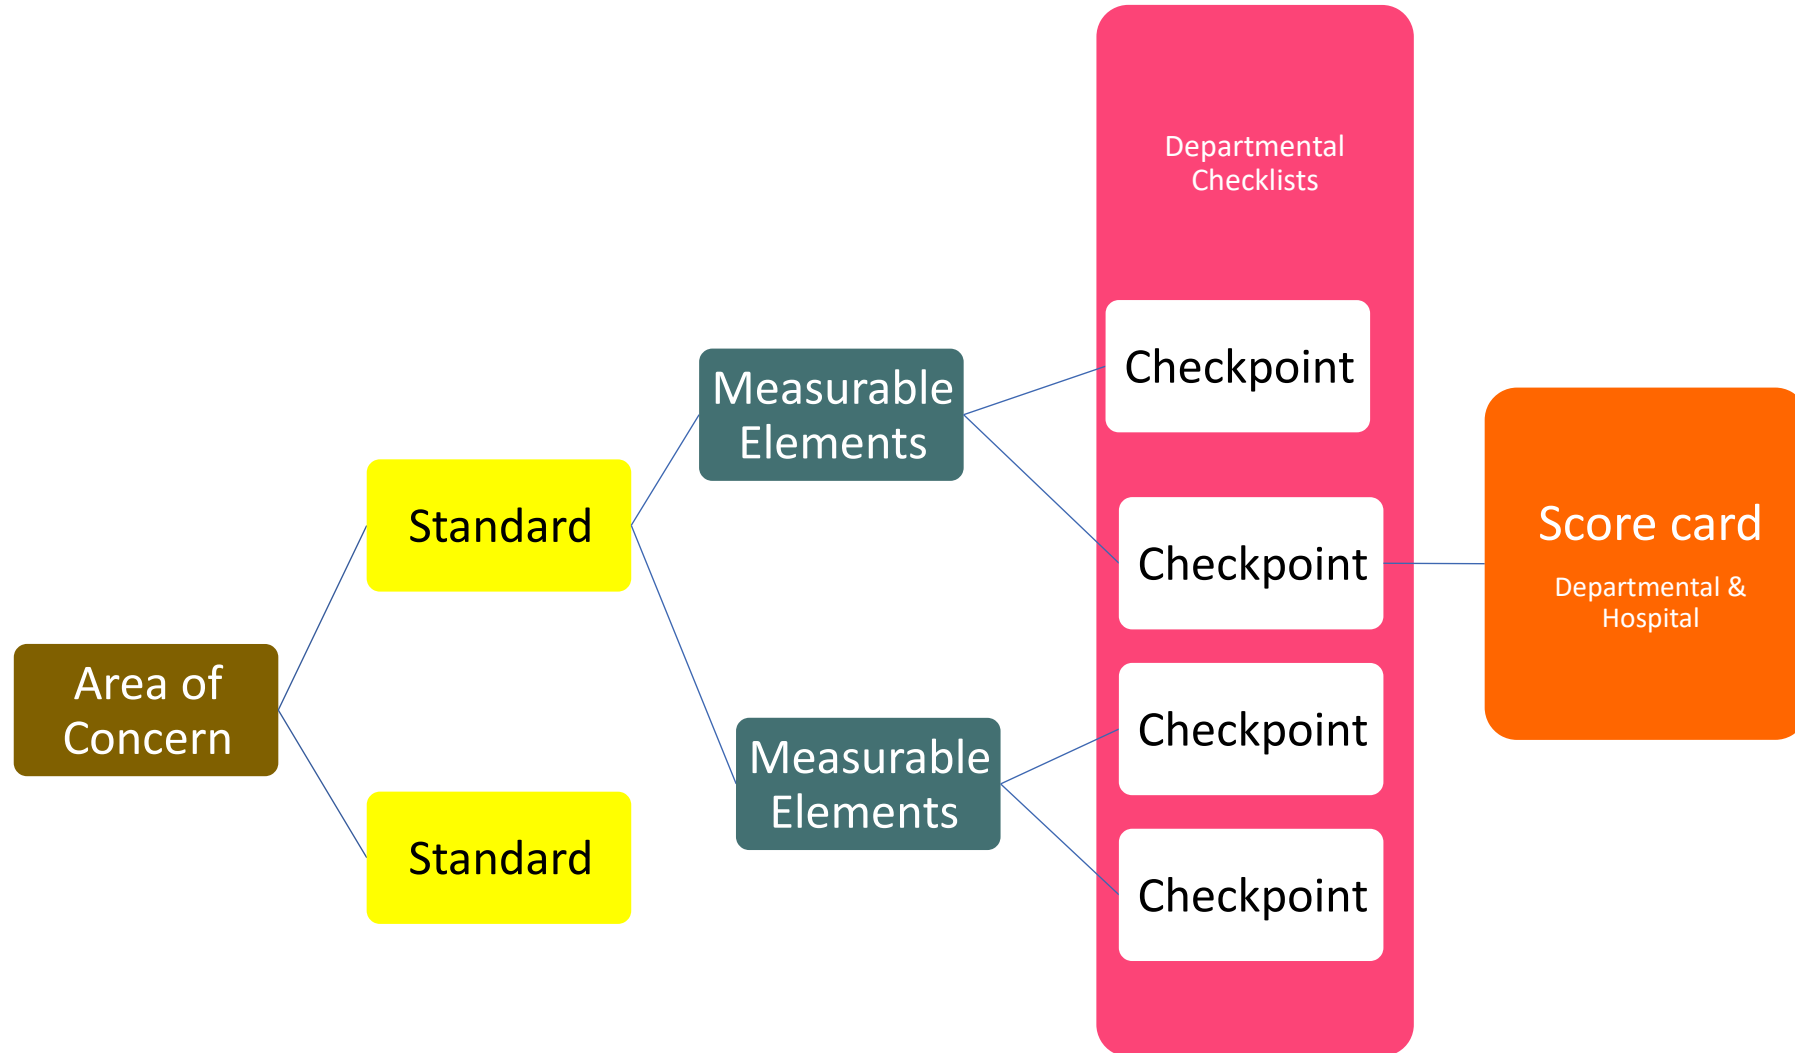 Departmental
Checklists
Checkpoint
Measurable
Elements
Standard
Checkpoint
Score card
Departmental &
Hospital
Area of
Concern
Measurable
Elements
Checkpoint
Standard
Checkpoint